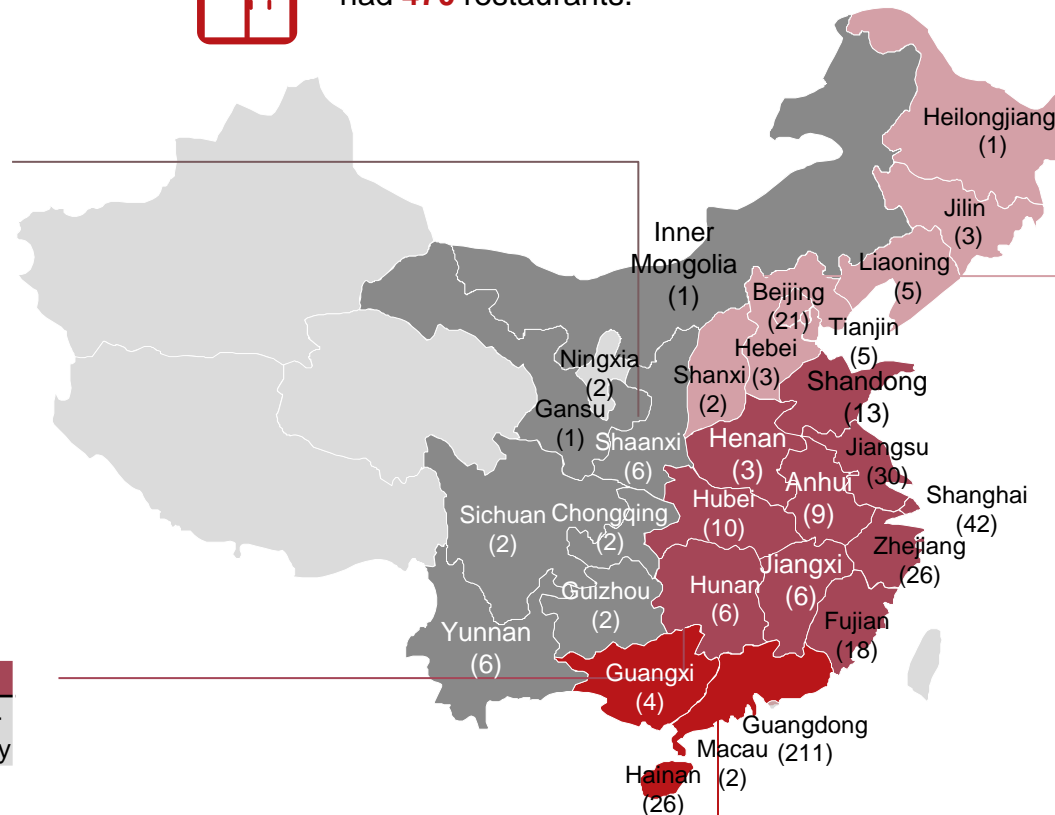 had 476 restaurants.
Heilongjiang
(1)
Jilin
(3)
Inner
Mongolia
(1)
Liaoning
(5)
Beijing
(21)
Tianjin
(5)
Hebei
(3)
Ningxia
(2)
Shanxi
(2)
Shandong
(13)
Gansu
(1)
Shaanxi
(6)
Henan
(3)
Jiangsu
(30)
Anhui
(9)
Hubei
(10)
Shanghai
(42)
Sichuan
(2)
Chongqing
(2)
Zhejiang
(26)
Jiangxi
(6)
Hunan
(6)
Guizhou
(2)
Fujian
(18)
Yunnan
(6)
Guangxi
(4)
Guangdong
(211)
Macau
(2)
Hainan
(26)
y